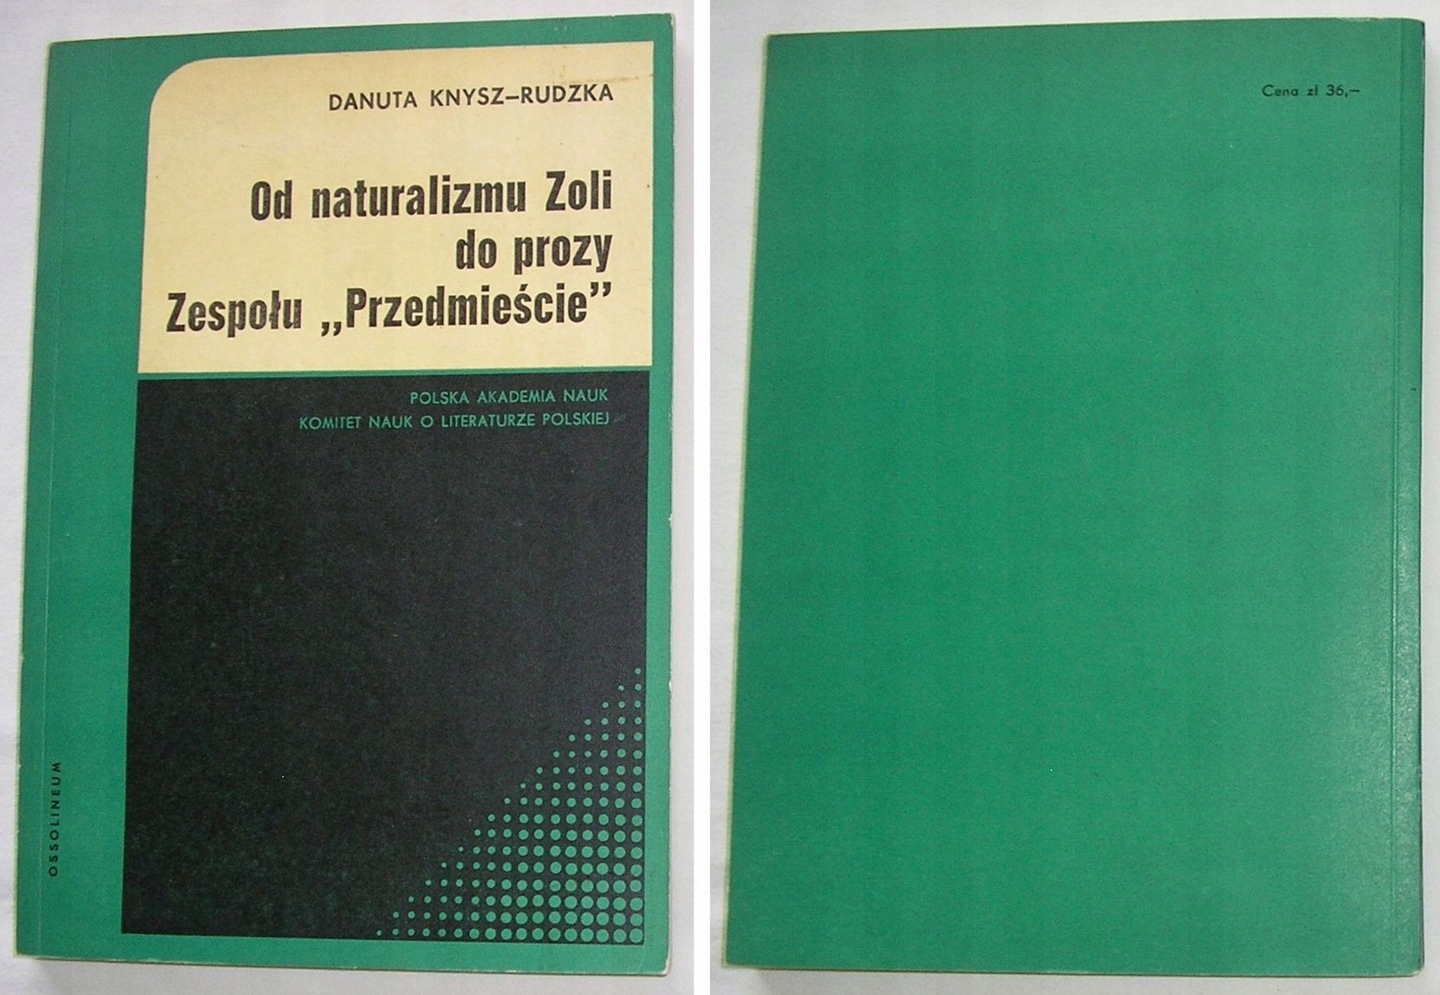 DANUTA KNYSZ–RUDZKA
Od naturalizmu Zoli
do prozy
Zespołu „Przedmieście”
POLSKA AKADEMIA NAUK
KOMITET NAUK O LITERATURZE POLSKIEJ
OSSOLINEUM
Cena zł 36,–